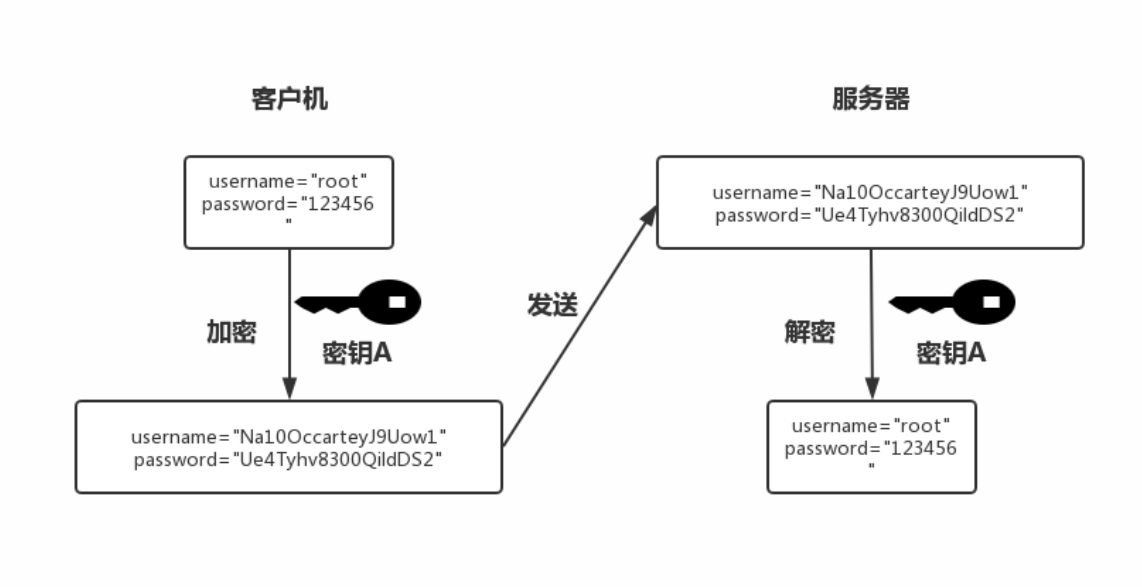 客户机
服务器
username="root"
password="123456
"
username="Na10OccarteyJ9Uow1"
password="Ue4Tyhv8300QildDS2"
发送
加密
密钥A
解密
密钥A
username="Na10OccarteyJ9Uow1"
password="Ue4Tyhv8300QildDS2"
username="root"
password="123456
"